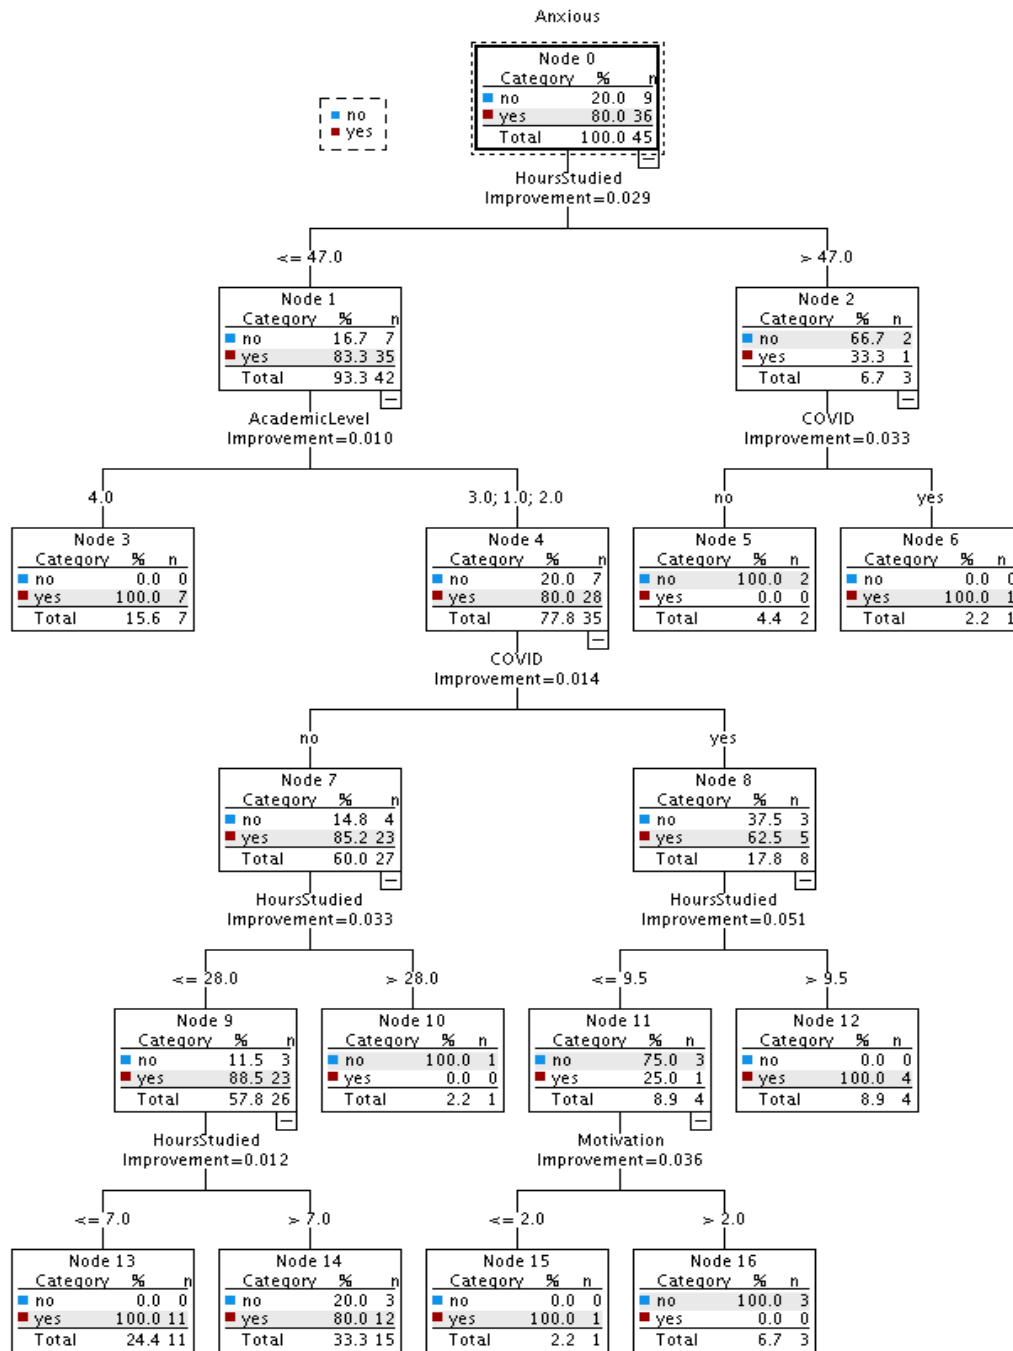 Anxious
Node 0
Category % n
no 20.0 9
yes 80.0 36
Total 100.0 45
no
yes
HoursStudied
Improvement=0.029
<= 47.0
> 47.0
Node 1
Category % n
no 16.7 7
yes 83.3 35
Total 93.3 42
Node 2
Category % n
no 66.7 2
yes 33.3 1
Total 6.7 3
AcademicLevel
Improvement=0.010
COVID
Improvement=0.033
4.0
3.0; 1.0; 2.0
no
yes
Node 3
Category % n
no 0.0 0
yes 100.0 7
Total 15.6 7
Node 4
Category % n
no 20.0 7
yes 80.0 28
Total 77.8 35
Node 5
Category % n
no 100.0 2
yes 0.0 0
Total 4.4 2
Node 6
Category % n
no 0.0 0
yes 100.0 1
Total 2.2 1
COVID
Improvement=0.014
no
yes
Node 7
Category % n
no 14.8 4
yes 85.2 23
Total 60.0 27
Node 8
Category % n
no 37.5 3
yes 62.5 5
Total 17.8 8
HoursStudied
Improvement=0.033
HoursStudied
Improvement=0.051
<= 28.0
> 28.0
<= 9.5
> 9.5
Node 9
Category % n
no 11.5 3
yes 88.5 23
Total 57.8 26
Node 10
Category % n
no 100.0 1
yes 0.0 0
Total 2.2 1
Node 11
Category % n
no 75.0 3
yes 25.0 1
Total 8.9 4
Node 12
Category % n
no 0.0 0
yes 100.0 4
Total 8.9 4
HoursStudied
Improvement=0.012
Motivation
Improvement=0.036
<= 7.0
> 7.0
<= 2.0
> 2.0
Node 13
Category % n
no 0.0 0
yes 100.0 11
Total 24.4 11
Node 14
Category % n
no 20.0 3
yes 80.0 12
Total 33.3 15
Node 15
Category % n
no 0.0 0
yes 100.0 1
Total 2.2 1
Node 16
Category % n
no 100.0 3
yes 0.0 0
Total 6.7 3